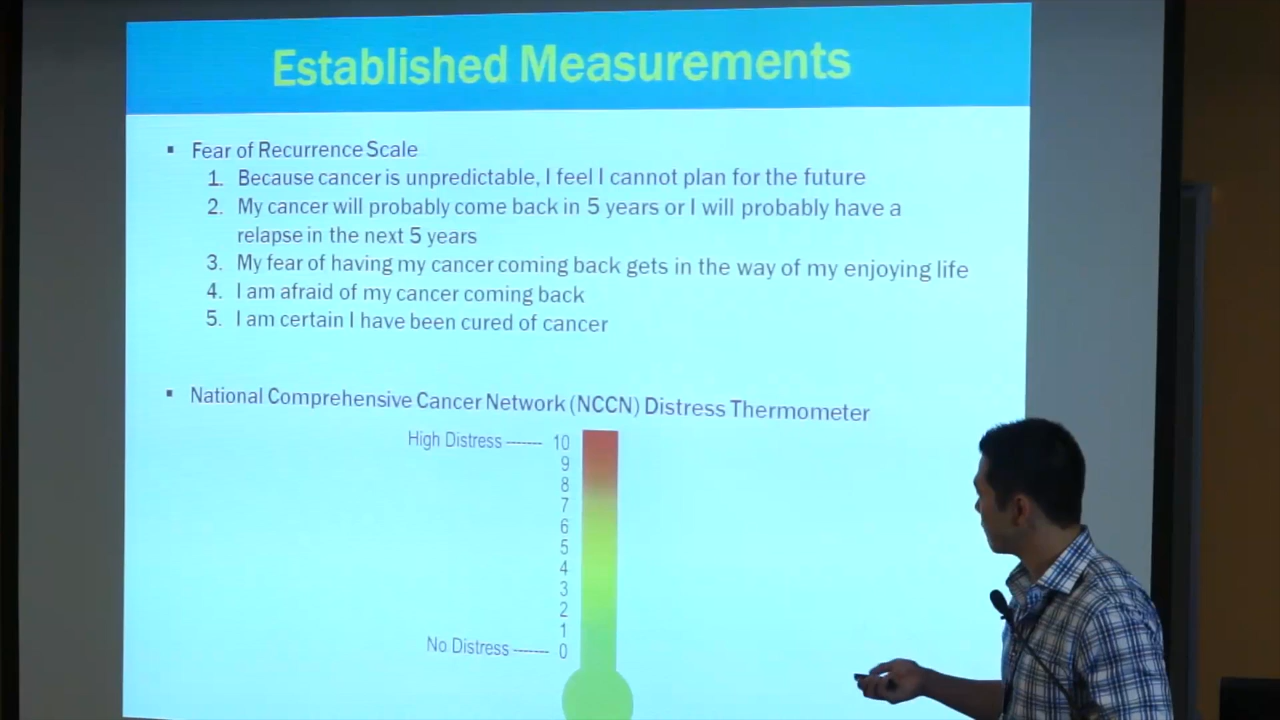 Established Measurements
▪ Fear of Recurrence Scale
1. Because cancer is unpredictable, I feel I cannot plan for the future
2. My cancer will probably come back in 5 years or I will probably have a
relapse in the next 5 years
3. My fear of having my cancer coming back gets in the way of my enjoying life
4. I am afraid of my cancer coming back
5. I am certain I have been cured of cancer
▪ National Comprehensive Cancer Network (NCCN) Distress Thermometer
High Distress ------- 10
9
8
7
6
5
4
3
2
1
No Distress ------- 0